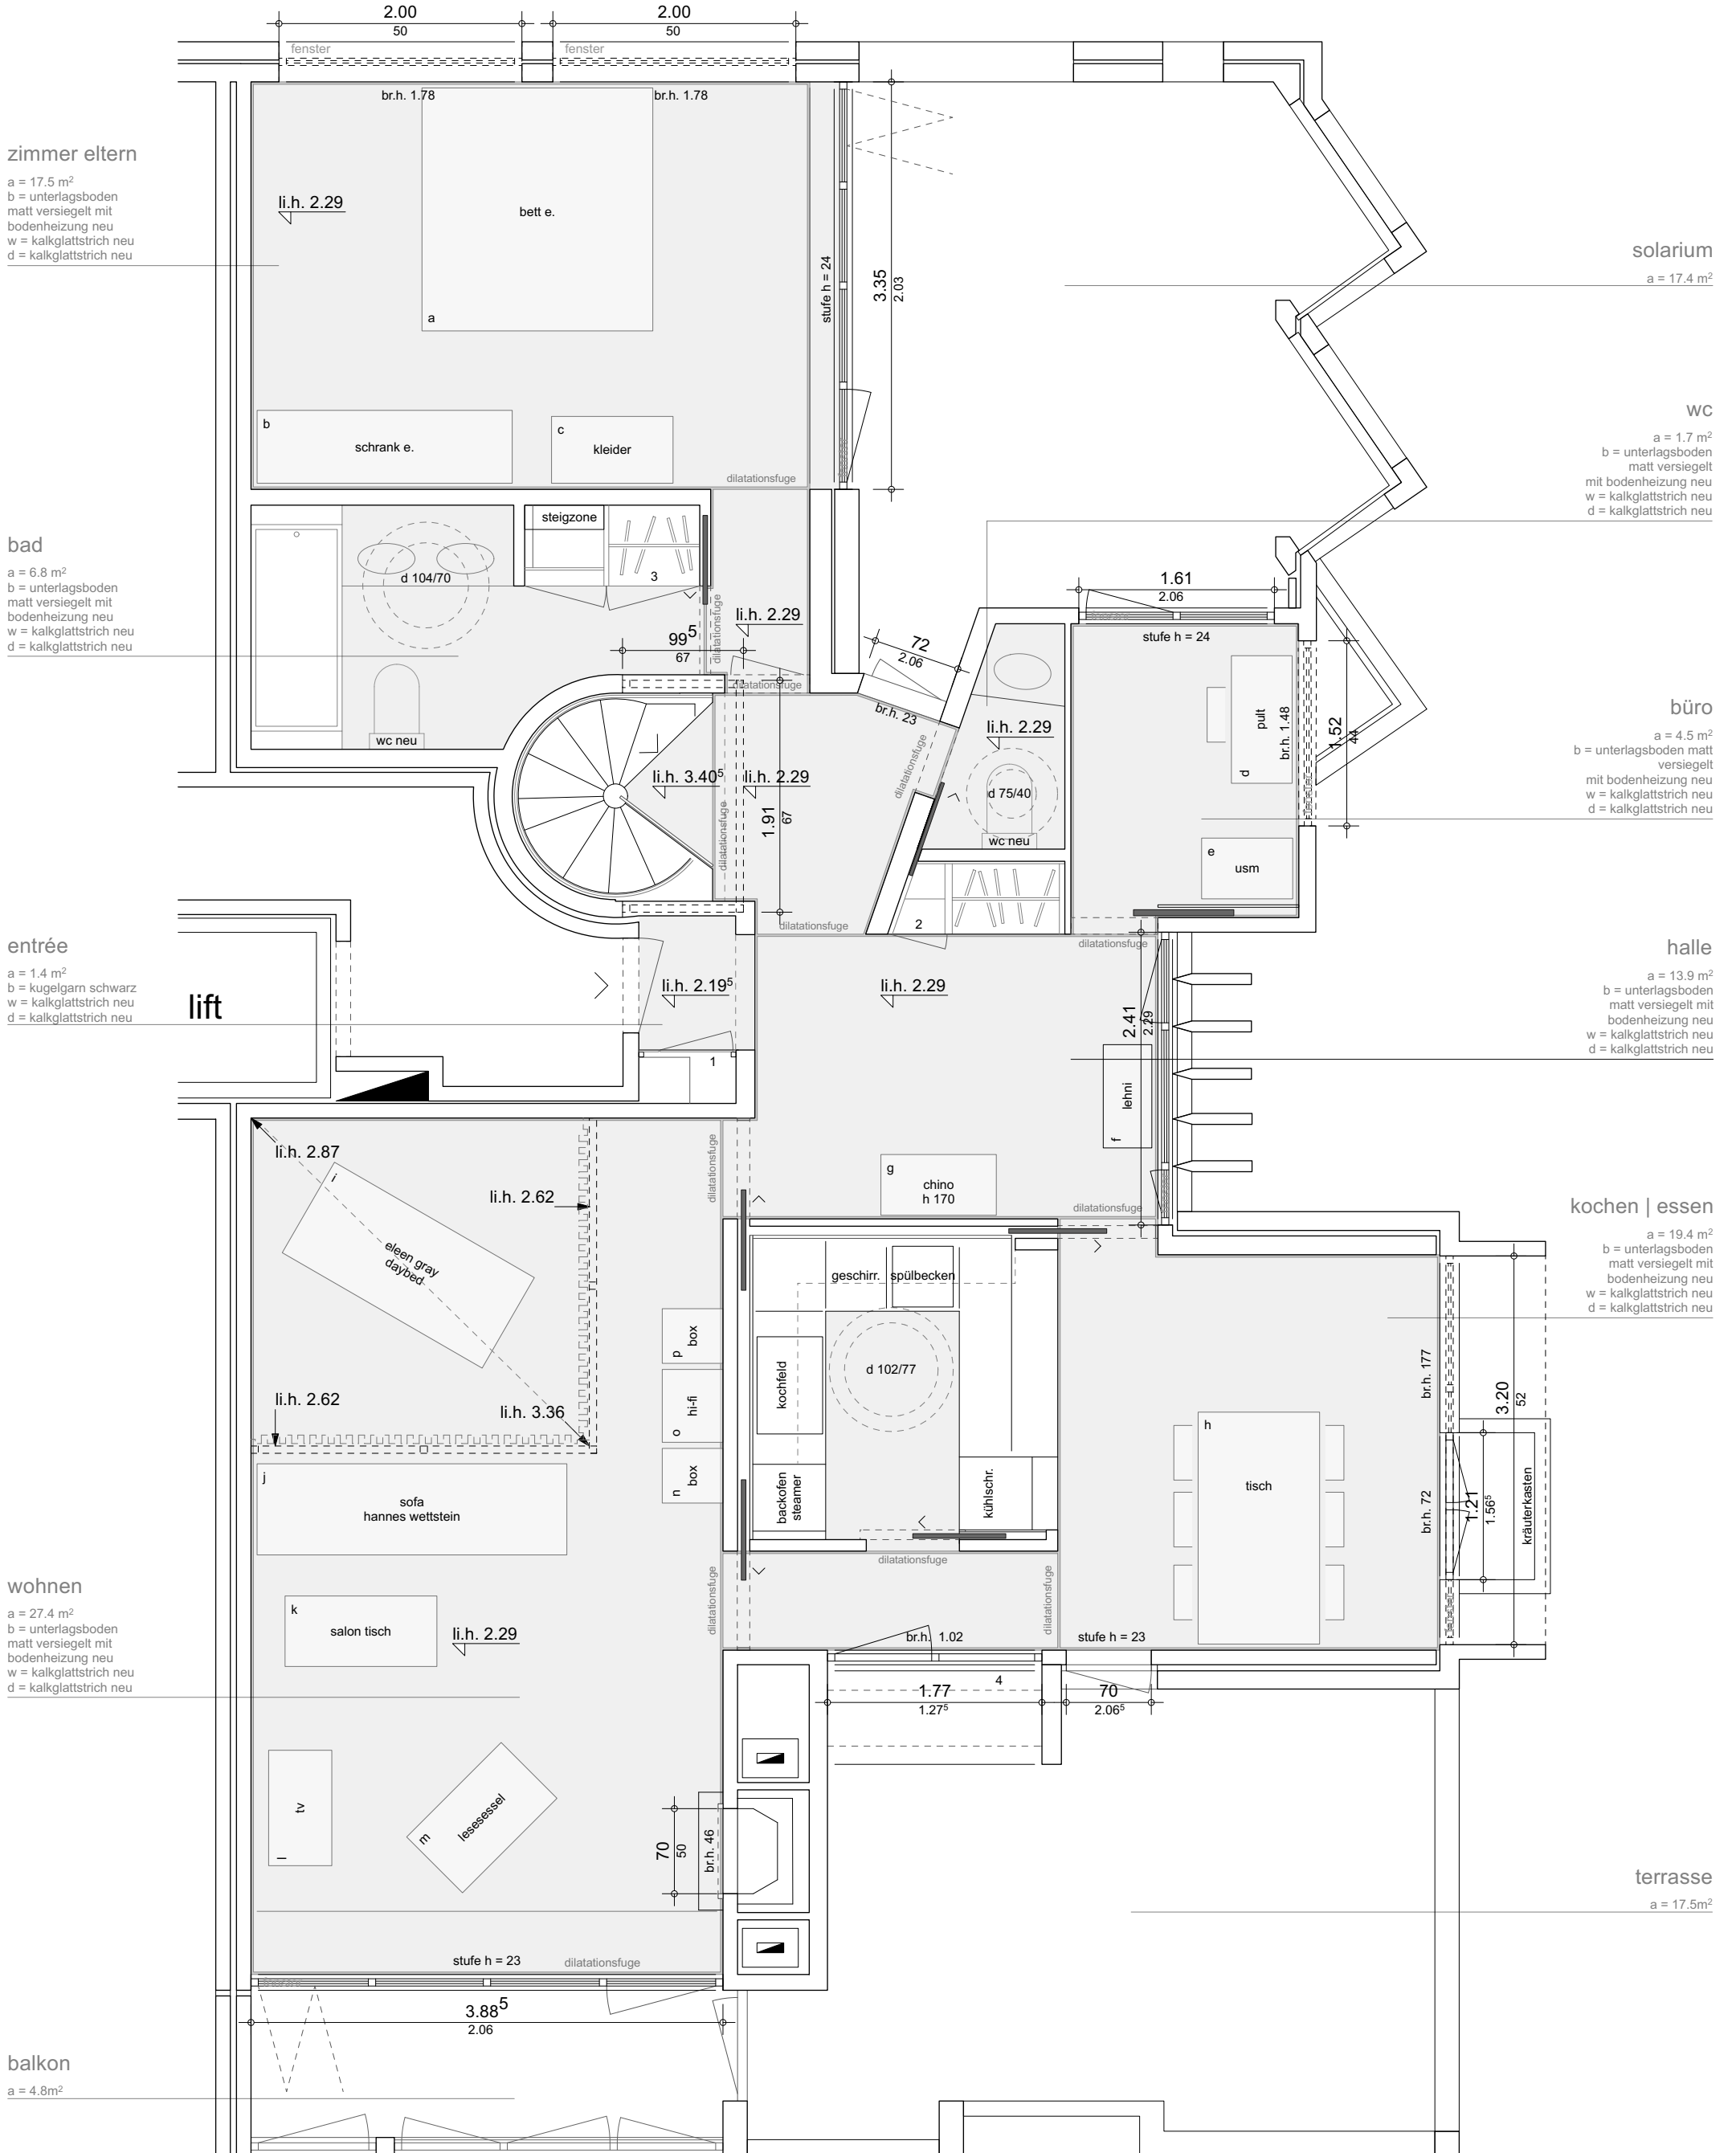 2.00
50
2.00
50
fenster
fenster
br.h. 1.78
br.h. 1.78
zimmer eltern
a = 17.5 m²
b = unterlagsboden
matt versiegelt mit
bodenheizung neu
w = kalkglattstrich neu
d = kalkglattstrich neu
li.h. 2.29
bett e.
a
stufe h = 24
3.35
2.03
solarium
a = 17.4 m²
b
schrank e.
c
kleider
dilatationsfuge
wc
a = 1.7 m²
b = unterlagsboden
matt versiegelt
mit bodenheizung neu
w = kalkglattstrich neu
d = kalkglattstrich neu
bad
a = 6.8 m²
b = unterlagsboden
matt versiegelt mit
bodenheizung neu
w = kalkglattstrich neu
d = kalkglattstrich neu
steigzone
3
d 104/70
dilatationsfuge
li.h. 2.29
99⁵
67
dilatationsfuge
wc neu
72
2.06
br.h. 23
1.61
2.06
stufe h = 24
pult
d
br.h. 1.48
1.52
44
büro
a = 4.5 m²
b = unterlagsboden matt
versiegelt
mit bodenheizung neu
w = kalkglattstrich neu
d = kalkglattstrich neu
li.h. 2.29
li.h. 3.40⁵
li.h. 2.29
dilatationsfuge
1.91
67
dilatationsfuge
d 75/40
wc neu
e
usm
2
dilatationsfuge
dilatationsfuge
entrée
a = 1.4 m²
b = kugelgarn schwarz
w = kalkglattstrich neu
d = kalkglattstrich neu
lift
li.h. 2.19⁵
1
li.h. 2.29
2.41
2.29
lehni
f
halle
a = 13.9 m²
b = unterlagsboden
matt versiegelt mit
bodenheizung neu
w = kalkglattstrich neu
d = kalkglattstrich neu
li.h. 2.87
i
eleen gray
daybed
li.h. 2.62
dilatationsfuge
g
chino
h 170
dilatationsfuge
kochen | essen
a = 19.4 m²
b = unterlagsboden
matt versiegelt mit
bodenheizung neu
w = kalkglattstrich neu
d = kalkglattstrich neu
geschirr.
spülbecken
kochfeld
d 102/77
backofen
steamer
kühlschr.
p
box
o
hi-fi
n
box
li.h. 2.62
li.h. 3.36
j
sofa
hannes wettstein
h
tisch
br.h. 177
br.h. 72
3.20
52
1.21
1.56⁵
kräuterkasten
dilatationsfuge
dilatationsfuge
dilatationsfuge
wohnen
a = 27.4 m²
b = unterlagsboden
matt versiegelt mit
bodenheizung neu
w = kalkglattstrich neu
d = kalkglattstrich neu
k
salon tisch
li.h. 2.29
br.h. 1.02
stufe h = 23
4
1.77
1.27⁵
70
2.06⁵
tv
l
m
lesesessel
70
50
br.h. 46
terrasse
a = 17.5m²
stufe h = 23
dilatationsfuge
3.88⁵
2.06
balkon
a = 4.8m²